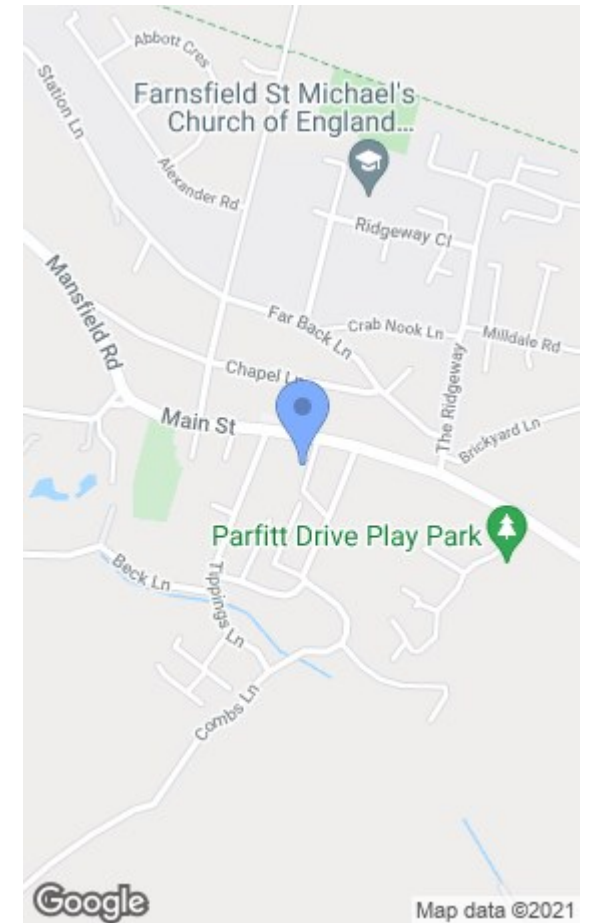 Abbott Cres
Station Ln
Farnsfield St Michael's
Church of England...
Alexander Rd
Ridgeway Cl
Mansfield Rd
Far Back Ln
Crab Nook Ln
Milldale Rd
Chapel Ln
The Ridgeway
Main St
Brickyard Ln
Parfitt Drive Play Park
Beck Ln
Tippings Ln
Combs Ln
Google
Map data ©2021